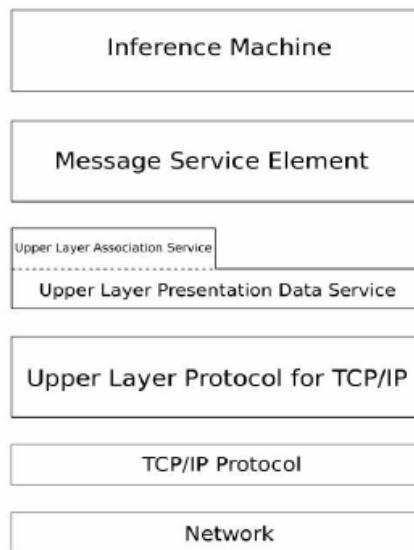 Inference Machine
Message Service Element
Upper Layer Association Service
Upper Layer Presentation Data Service
Upper Layer Protocol for TCP/IP
TCP/IP Protocol
Network